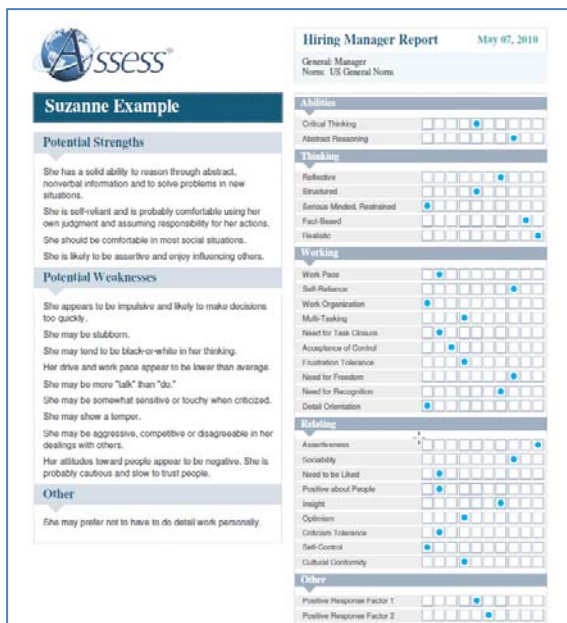 Assess®
Hiring Manager Report May 07, 2010
General: Manager
Norm: US General Norm
Suzanne Example
Potential Strengths
She has a solid ability to reason through abstract,
nonverbal information and to solve problems in new
situations.
She is self-reliant and is probably comfortable using her
own judgment and assuming responsibility for her actions.
She should be comfortable in most social situations.
She is likely to be assertive and enjoy influencing others.
Potential Weaknesses
She appears to be impulsive and likely to make decisions
too quickly.
She may be stubborn.
She may tend to be black-or-white in her thinking.
Her drive and work pace appear to be lower than average.
She may be more "talk" than "do."
She may be somewhat sensitive or touchy when criticized.
She may show a temper.
She may be aggressive, competitive or disagreeable in her
dealings with others.
Her attitudes toward people appear to be negative. She is
probably cautious and slow to trust people.
Other
She may prefer not to have to do detail work personally.
Abilities
Critical Thinking
Abstract Reasoning
Thinking
Reflective
Structured
Serious Minded, Restrained
Fact-Based
Realistic
Working
Work Pace
Self-Reliance
Work Organization
Multi-Tasking
Need for Task Closure
Acceptance of Control
Frustration Tolerance
Need for Freedom
Need for Recognition
Detail Orientation
Relating
Assertiveness
Sociability
Need to be Liked
Positive about People
Insight
Optimism
Criticism Tolerance
Self-Control
Cultural Conformity
Other
Positive Response Factor 1
Positive Response Factor 2